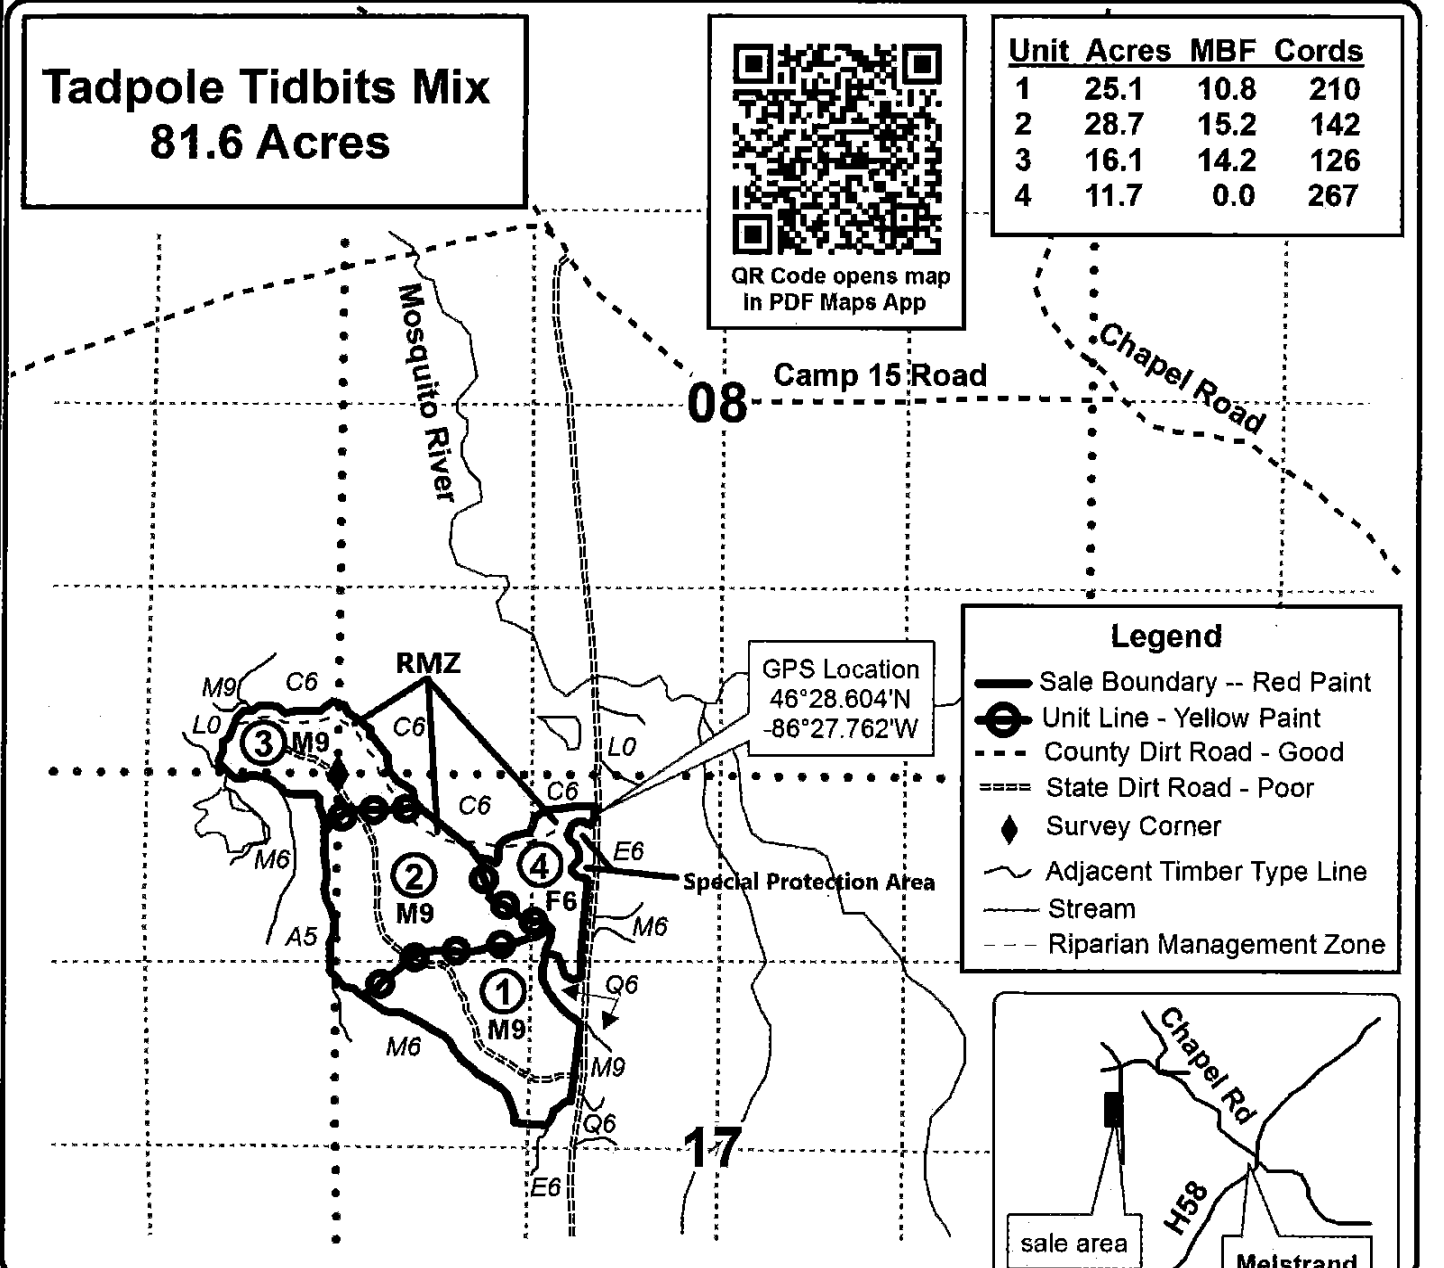 Tadpole Tidbits Mix
81.6 Acres
QR Code opens map
in PDF Maps App
Unit Acres MBF Cords
1 25.1 10.8 210
2 28.7 15.2 142
3 16.1 14.2 126
4 11.7 0.0 267
Mosquito River
08
Camp 15 Road
Chapel Road
RMZ
GPS Location
46°28.604'N
-86°27.762'W
M9
C6
L0
3
M9
C6
L0
C6
C6
M6
2
M9
4
F6
E6
Special Protection Area
M6
A5
1
M9
Q6
M6
M9
Q6
E6
17
Legend
Sale Boundary -- Red Paint
Unit Line - Yellow Paint
County Dirt Road - Good
State Dirt Road - Poor
Survey Corner
Adjacent Timber Type Line
Stream
Riparian Management Zone
Chapel Rd
H58
sale area
Melstrand